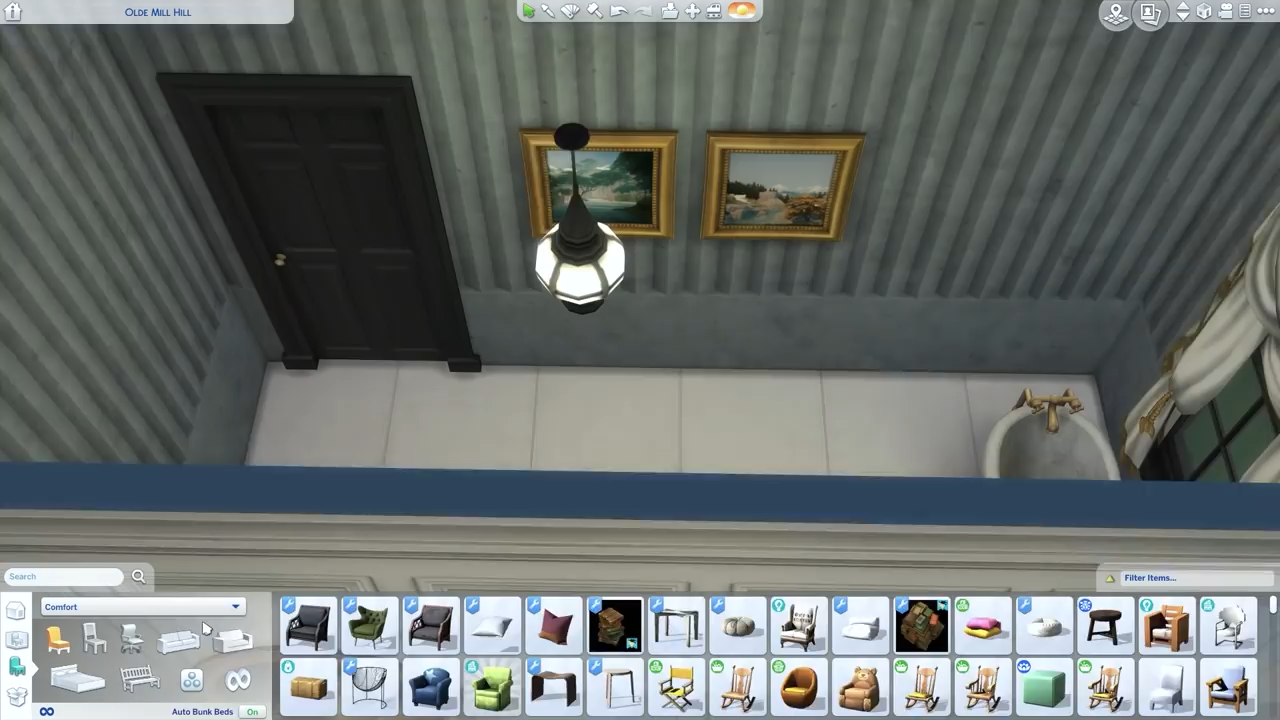 Olde Mill Hill
Search
Filter Items...
Comfort
Auto Bunk Beds
On